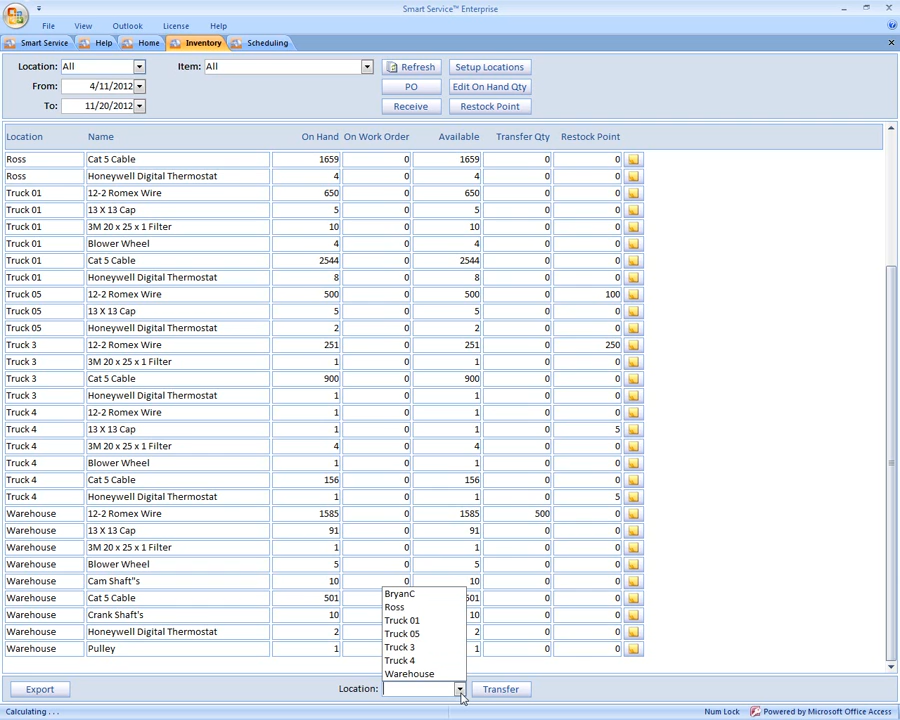 Smart Service™ Enterprise
File View Outlook License Help
Smart Service Help Home Inventory Scheduling
Location: All Item: All Refresh Setup Locations
From: 4/11/2012 PO Edit On Hand Qty
To: 11/20/2012 Receive Restock Point
Location Name On Hand On Work Order Available Transfer Qty Restock Point
Ross Cat 5 Cable 1659 0 1659 0 0
Ross Honeywell Digital Thermostat 4 0 4 0 0
Truck 01 12-2 Romex Wire 650 0 650 0 0
Truck 01 13 X 13 Cap 5 0 5 0 0
Truck 01 3M 20 x 25 x 1 Filter 10 0 10 0 0
Truck 01 Blower Wheel 4 0 4 0 0
Truck 01 Cat 5 Cable 2544 0 2544 0 0
Truck 01 Honeywell Digital Thermostat 8 0 8 0 0
Truck 05 12-2 Romex Wire 500 0 500 0 100
Truck 05 13 X 13 Cap 5 0 5 0 0
Truck 05 Honeywell Digital Thermostat 2 0 2 0 0
Truck 3 12-2 Romex Wire 251 0 251 0 250
Truck 3 3M 20 x 25 x 1 Filter 1 0 1 0 0
Truck 3 Cat 5 Cable 900 0 900 0 0
Truck 3 Honeywell Digital Thermostat 1 0 1 0 0
Truck 4 12-2 Romex Wire 1 0 1 0 0
Truck 4 13 X 13 Cap 1 0 1 0 5
Truck 4 3M 20 x 25 x 1 Filter 4 0 4 0 0
Truck 4 Blower Wheel 1 0 1 0 0
Truck 4 Cat 5 Cable 156 0 156 0 0
Truck 4 Honeywell Digital Thermostat 1 0 1 0 5
Warehouse 12-2 Romex Wire 1585 0 1585 500 0
Warehouse 13 X 13 Cap 91 0 91 0 0
Warehouse 3M 20 x 25 x 1 Filter 1 0 1 0 0
Warehouse Blower Wheel 5 0 5 0 0
Warehouse Cam Shaft"s 10 0 10 0 0
Warehouse Cat 5 Cable 501 501 0 0
Warehouse Crank Shaft's 10 10 0 0
Warehouse Honeywell Digital Thermostat 2 2 0 0
Warehouse Pulley 1 1 0 0
BryanC
Ross
Truck 01
Truck 05
Truck 3
Truck 4
Warehouse
Export Location: Transfer
Calculating . . . Num Lock Powered by Microsoft Office Access